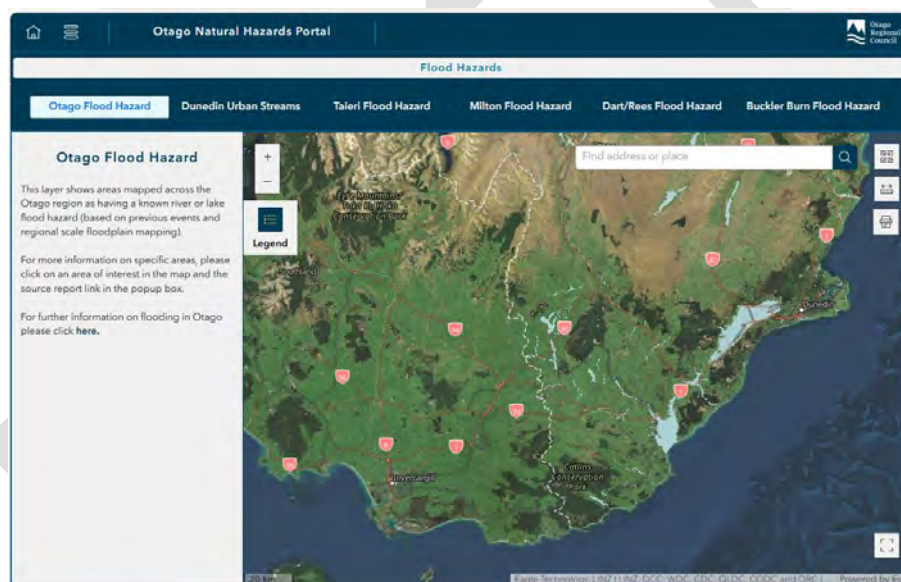 Otago Natural Hazards Portal
Otago
Regional
Council
Flood Hazards
Otago Flood Hazard
Dunedin Urban Streams
Taieri Flood Hazard
Milton Flood Hazard
Dart/Rees Flood Hazard
Buckler Burn Flood Hazard
Otago Flood Hazard
This layer shows areas mapped across the
Otago region as having a known river or lake
flood hazard (based on previous events and
regional scale floodplain mapping).
For more information on specific areas, please
click on an area of interest in the map and the
source report link in the popup box.
For further information on flooding in Otago
please click here.
+
−
Legend
Find address or place
Southland
Dunedin
Invercargill
Catlins
Conservation
Park
20 km